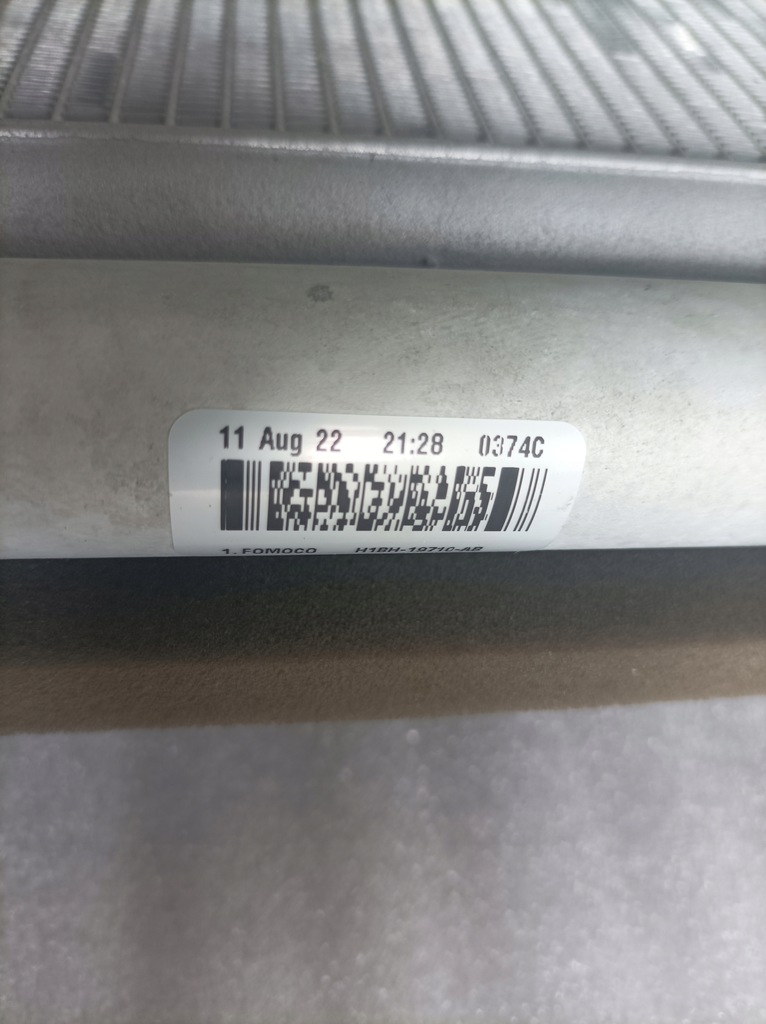 11 Aug 22 21:28 0374C
1. FOMOCO H1BH-19710-AB